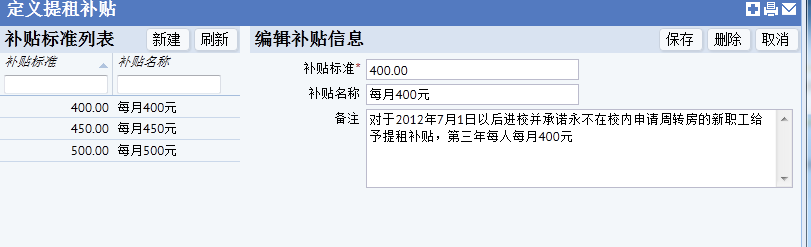 定义提租补贴
补贴标准列表 新建 刷新
补贴标准 补贴名称
400.00 每月400元
450.00 每月450元
500.00 每月500元
编辑补贴信息 保存 删除 取消
补贴标准* 400.00
补贴名称 每月400元
备注 对于2012年7月1日以后进校并承诺永不在校内申请周转房的新职工给
予提租补贴，第三年每人每月400元